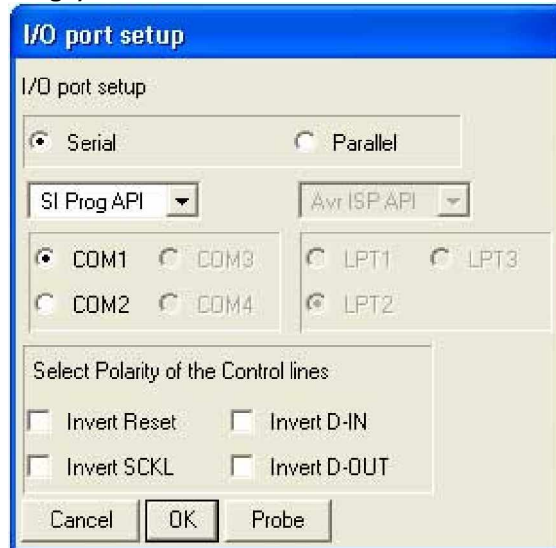 I/O port setup
I/O port setup
Serial Parallel
SI Prog API Avr ISP API
COM1 COM3 LPT1 LPT3
COM2 COM4 LPT2
Select Polarity of the Control lines
Invert Reset Invert D-IN
Invert SCKL Invert D-OUT
Cancel OK Probe